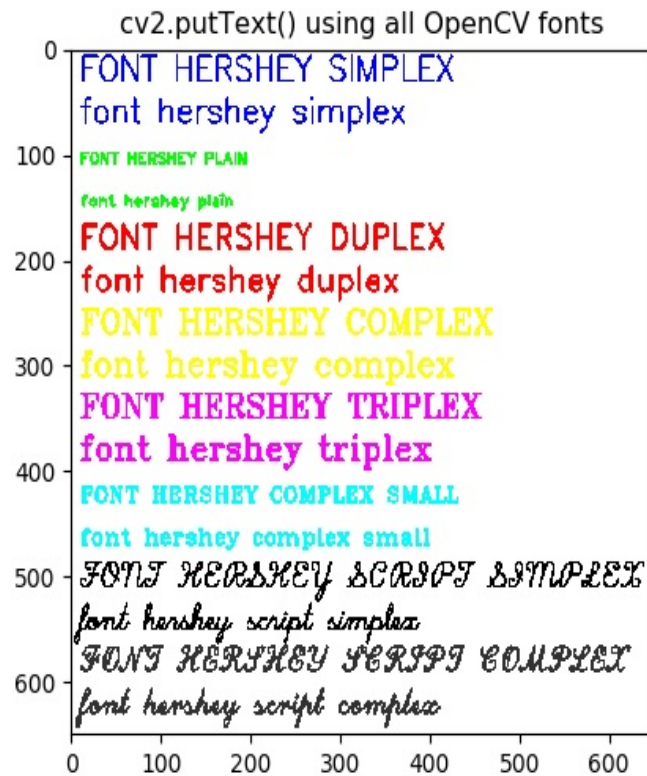 cv2.putText() using all OpenCV fonts
0
FONT HERSHEY SIMPLEX
font hershey simplex
100
FONT HERSHEY PLAIN
font hershey plain
FONT HERSHEY DUPLEX
200
font hershey duplex
FONT HERSHEY COMPLEX
300
font hershey complex
FONT HERSHEY TRIPLEX
font hershey triplex
400
FONT HERSHEY COMPLEX SMALL
font hershey complex small
500
FONT HERSHEY SCRIPT SIMPLEX
font hershey script simplex
FONT HERSHEY SCRIPT COMPLEX
600
font hershey script complex
0 100 200 300 400 500 600